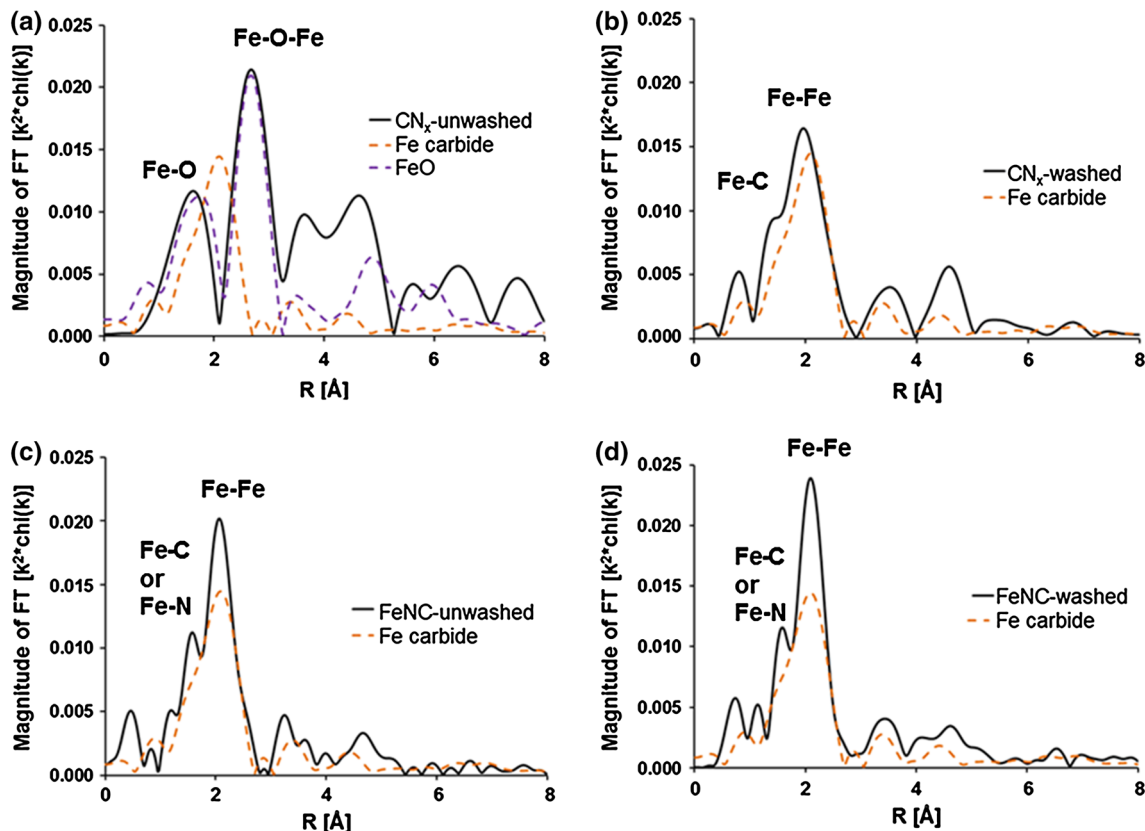 (a)
0.025
0.020
0.015
0.010
0.005
0.000
Magnitude of FT [k²*chi(k)]
Fe-O-Fe
Fe-O
CNx-unwashed
Fe carbide
FeO
0 2 4 6 8
R [Å]
(b)
0.025
0.020
0.015
0.010
0.005
0.000
Magnitude of FT [k²*chi(k)]
Fe-Fe
Fe-C
CNx-washed
Fe carbide
0 2 4 6 8
R [Å]
(c)
0.025
0.020
0.015
0.010
0.005
0.000
Magnitude of FT [k²*chi(k)]
Fe-Fe
Fe-C
or
Fe-N
FeNC-unwashed
Fe carbide
0 2 4 6 8
R [Å]
(d)
0.025
0.020
0.015
0.010
0.005
0.000
Magnitude of FT [k²*chi(k)]
Fe-Fe
Fe-C
or
Fe-N
FeNC-washed
Fe carbide
0 2 4 6 8
R [Å]